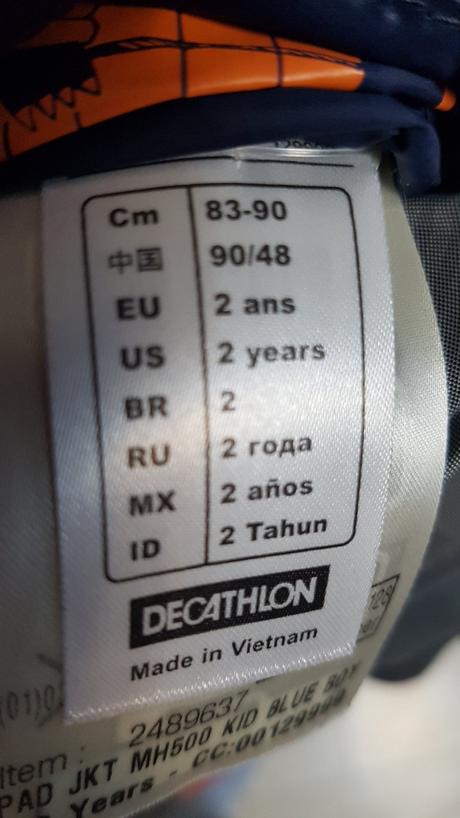 Cm 83-90
中国 90/48
EU 2 ans
US 2 years
BR 2
RU 2 года
MX 2 años
ID 2 Tahun
DECATHLON
Made in Vietnam
(01)0
Item : 2489637
PAD JKT MH500 KID BLUE BOY
Years - CC:00129999